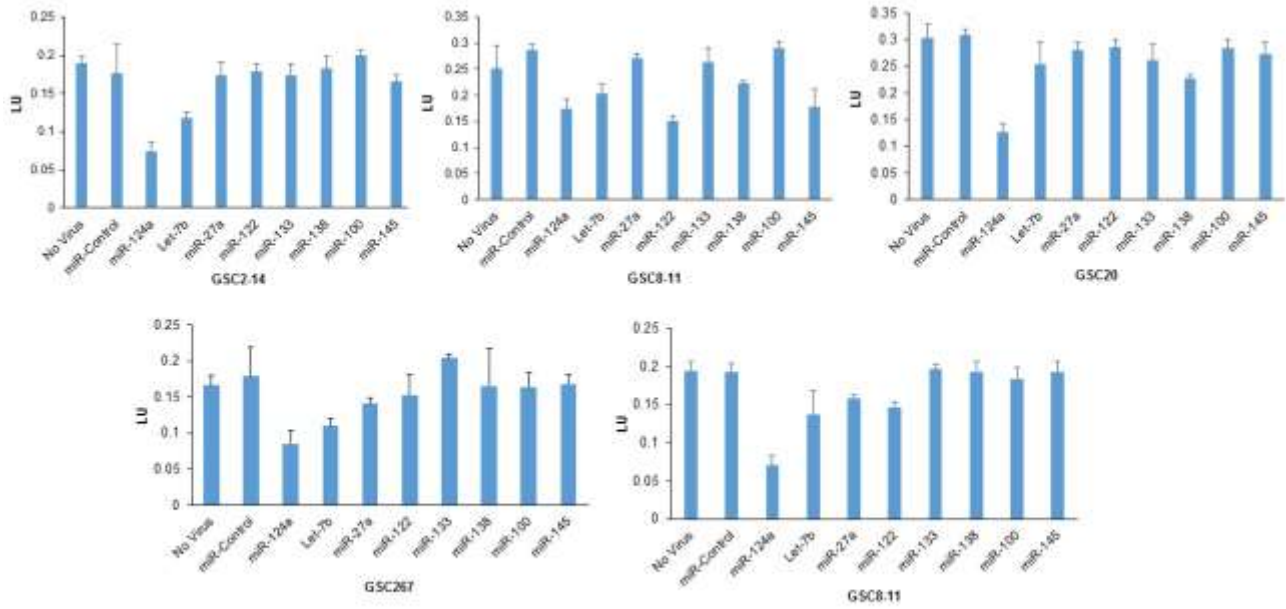 0.25
0.2
0.15
0.1
0.05
0
LU
No Virus
miR-Control
miR-124a
Let-7b
miR-27a
miR-122
miR-133
miR-138
miR-100
miR-145
GSC2-14
0.35
0.3
0.25
0.2
0.15
0.1
0.05
0
LU
No Virus
miR-Control
miR-124a
Let-7b
miR-27a
miR-122
miR-133
miR-138
miR-100
miR-145
GSC8-11
0.35
0.3
0.25
0.2
0.15
0.1
0.05
0
LU
No Virus
miR-Control
miR-124a
Let-7b
miR-27a
miR-122
miR-133
miR-138
miR-100
miR-145
GSC20
0.25
0.2
0.15
0.1
0.05
0
LU
No Virus
miR-Control
miR-124a
Let-7b
miR-27a
miR-122
miR-133
miR-138
miR-100
miR-145
GSC267
0.25
0.2
0.15
0.1
0.05
0
LU
No Virus
miR-Control
miR-124a
Let-7b
miR-27a
miR-122
miR-133
miR-138
miR-100
miR-145
GSC8-11